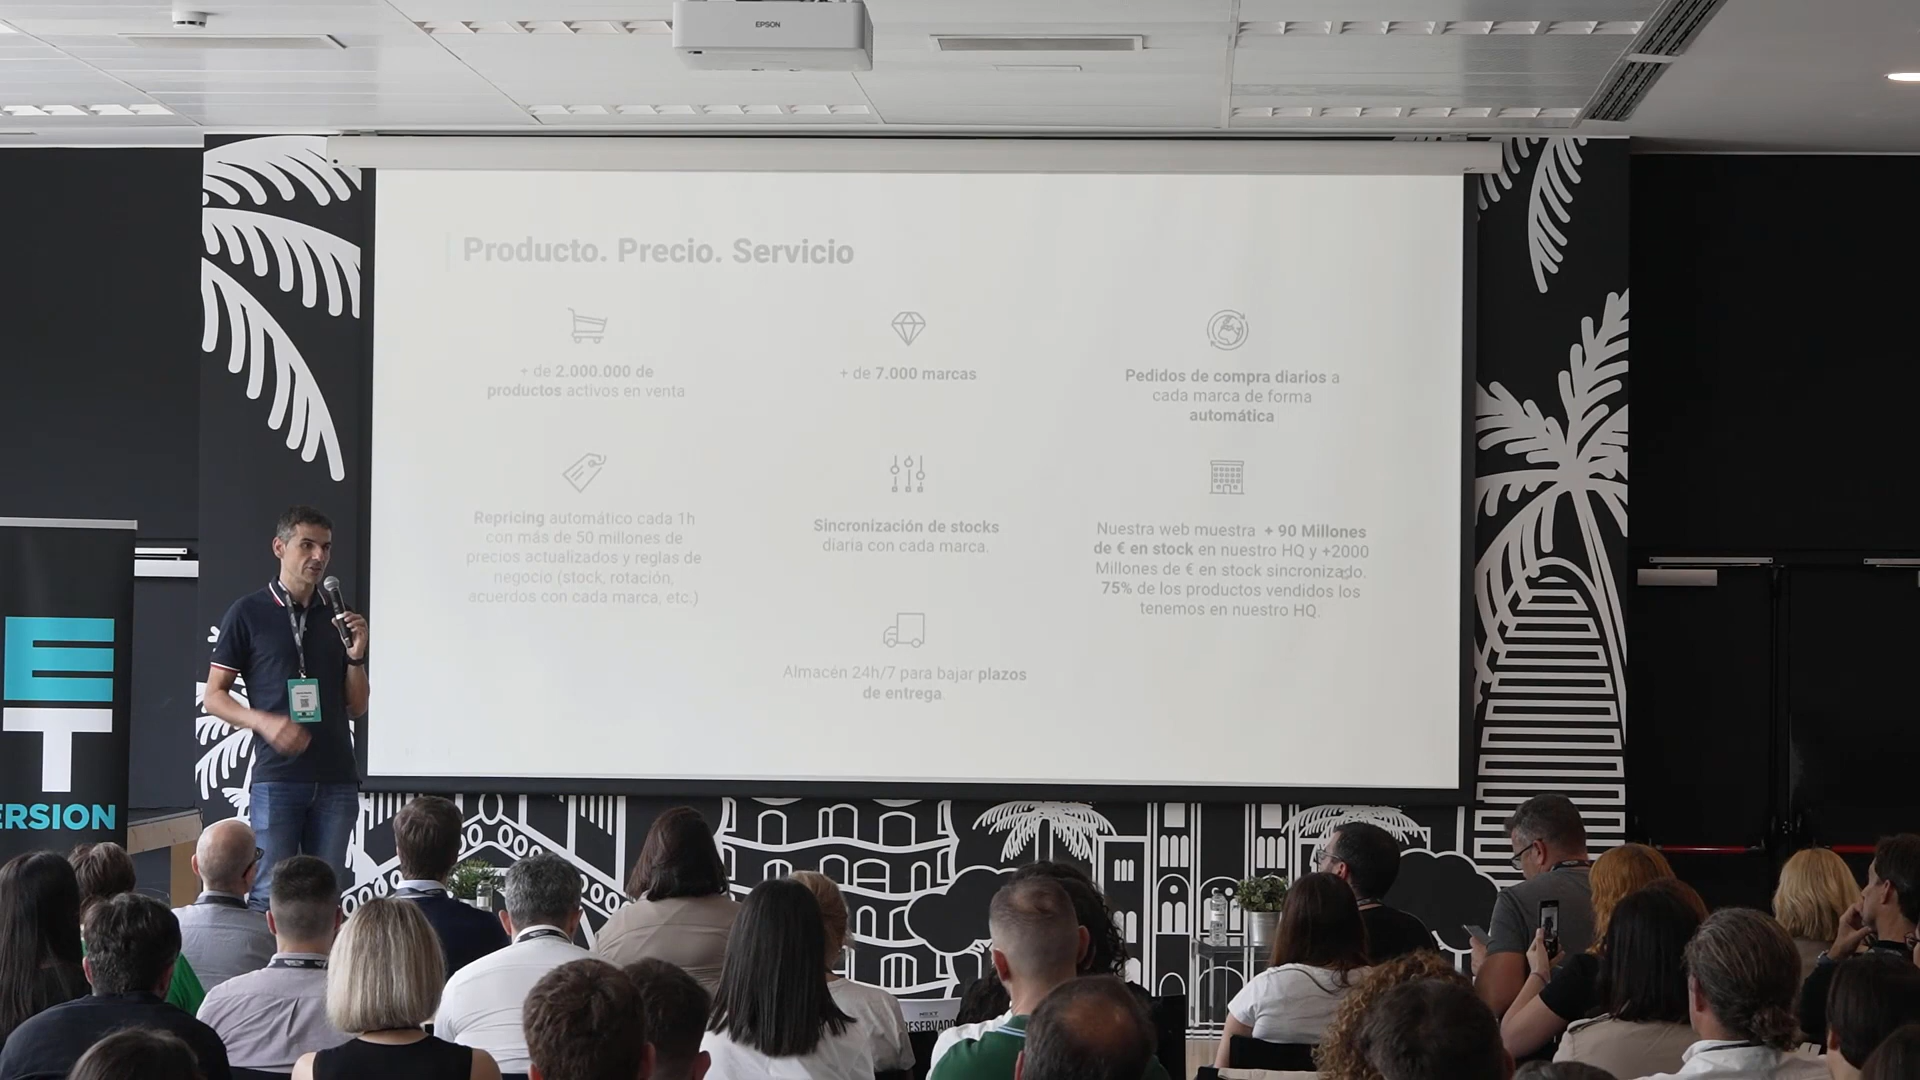 EPSON
Producto. Precio. Servicio
+ de 2.000.000 de
productos activos en venta
+ de 7.000 marcas
Pedidos de compra diarios a
cada marca de forma
automática
Repricing automático cada 1h
con más de 50 millones de
precios actualizados y reglas de
negocio (stock, rotación,
acuerdos con cada marca, etc.)
Sincronización de stocks
diaria con cada marca.
Nuestra web muestra + 90 Millones
de € en stock en nuestro HQ y +2000
Millones de € en stock sincronizado.
75% de los productos vendidos los
tenemos en nuestro HQ.
Almacén 24h/7 para bajar plazos
de entrega.
E
T
ERSION
RESERVADO